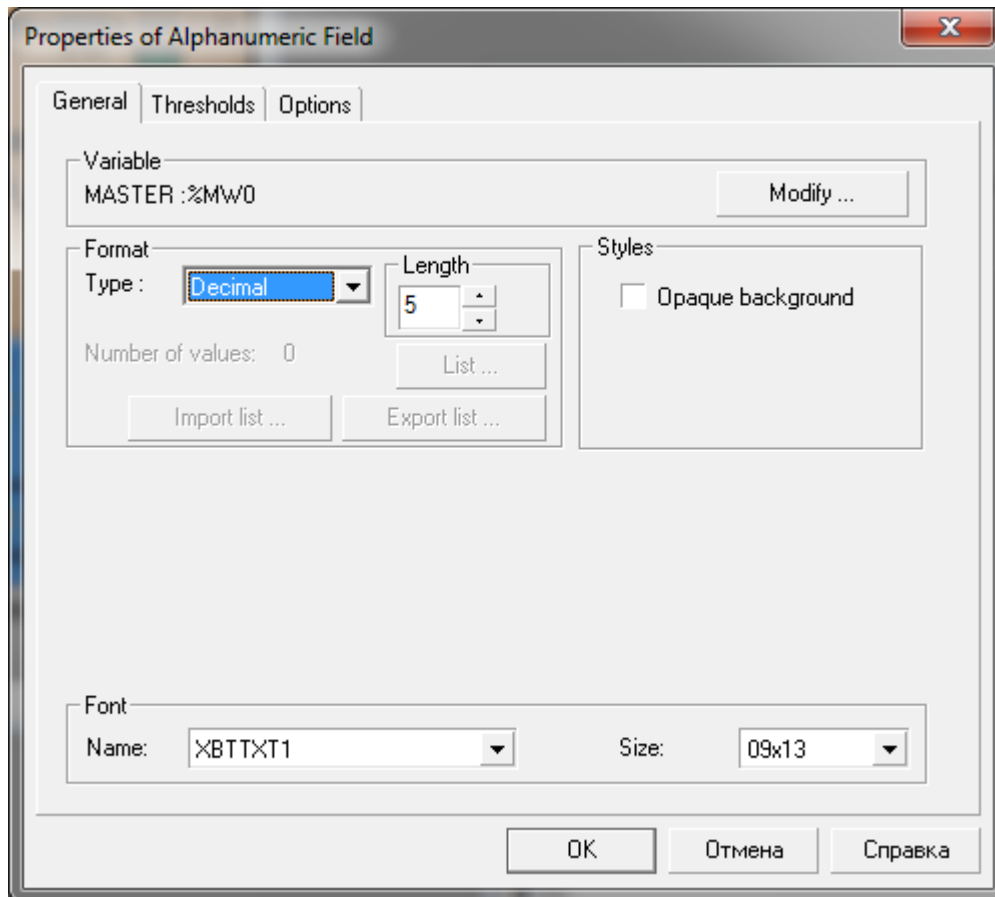 Properties of Alphanumeric Field
General Thresholds Options
Variable
MASTER :%MW0 Modify ...
Format
Styles
Type : Decimal
Length
5
Opaque background
Number of values: 0
List ...
Import list ... Export list ...
Font
Name: XBTTXT1 Size: 09x13
OK Отмена Справка